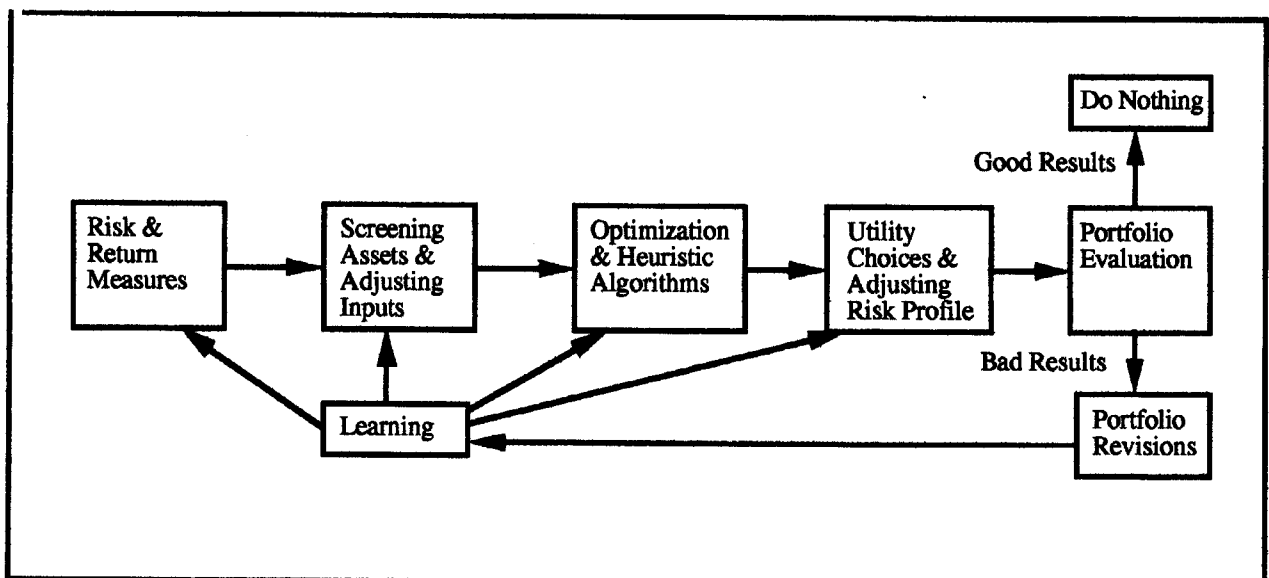 Do Nothing
Good Results
Risk &
Return
Measures
Screening
Assets &
Adjusting
Inputs
Optimization
& Heuristic
Algorithms
Utility
Choices &
Adjusting
Risk Profile
Portfolio
Evaluation
Bad Results
Learning
Portfolio
Revisions